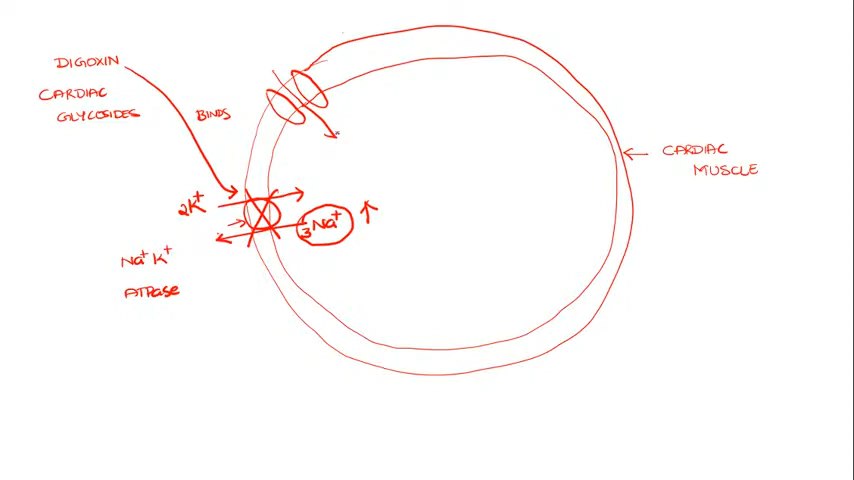 DIGOXIN
CARDIAC
GLYCOSIDES
BINDS
CARDIAC
MUSCLE
2K+
3Na+ ↑
Na+ K+
ATPase